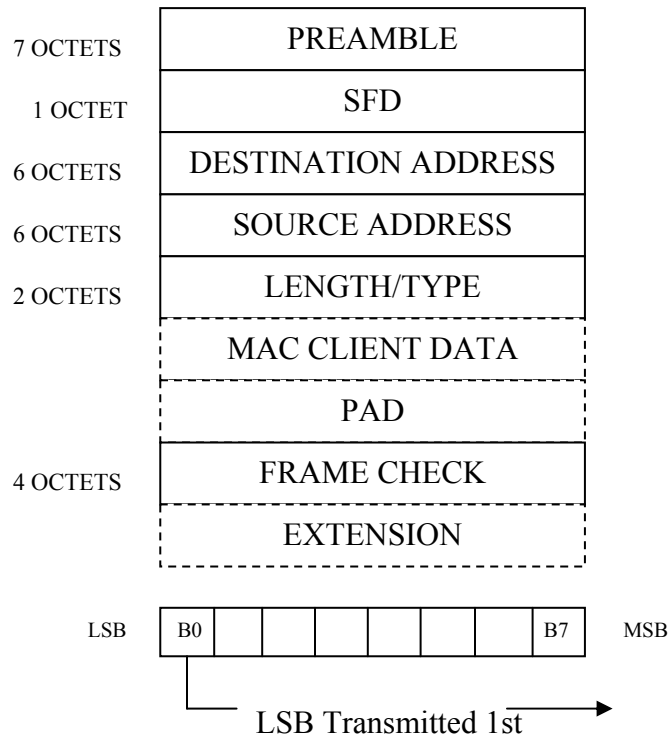 7 OCTETS PREAMBLE
1 OCTET SFD
6 OCTETS DESTINATION ADDRESS
6 OCTETS SOURCE ADDRESS
2 OCTETS LENGTH/TYPE
MAC CLIENT DATA
PAD
4 OCTETS FRAME CHECK
EXTENSION
LSB B0 B7 MSB
LSB Transmitted 1st